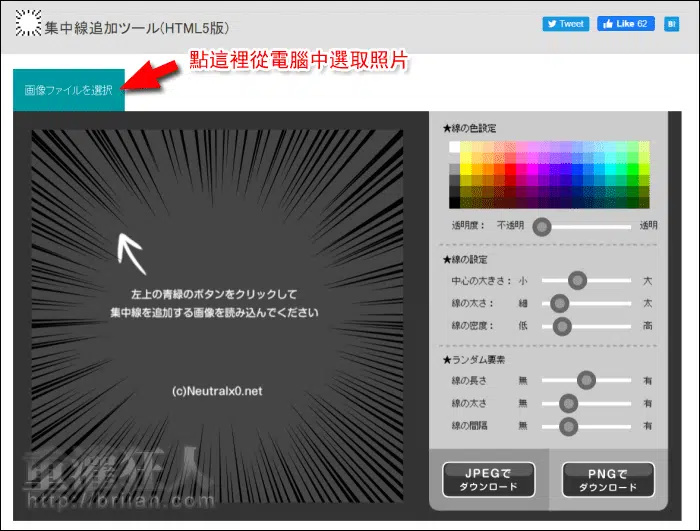 集中線追加ツール(HTML5版)
Tweet
Like 62
B!
點這裡從電腦中選取照片
画像ファイルを選択
左上の青緑のボタンをクリックして
集中線を追加する画像を読み込んでください
(c)Neutralx0.net
重灌狂人
http://briian.com
★線の色設定
透明度： 不透明 透明
★線の設定
中心の大きさ： 小 大
線の太さ： 細 太
線の密度： 低 高
★ランダム要素
線の長さ 無 有
線の太さ 無 有
線の間隔 無 有
JPEGで
ダウンロード
PNGで
ダウンロード